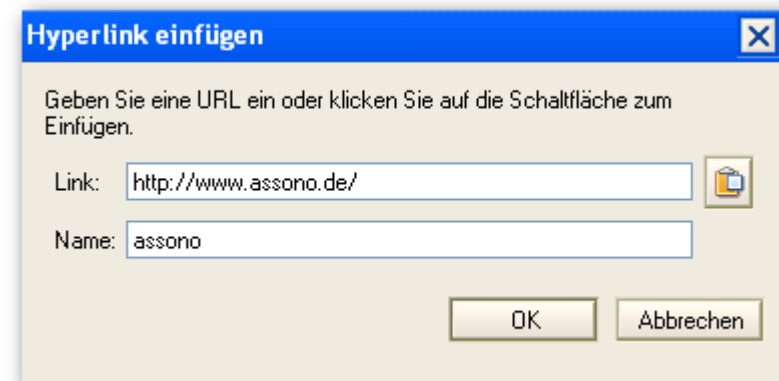 Hyperlink einfügen
Geben Sie eine URL ein oder klicken Sie auf die Schaltfläche zum
Einfügen.
Link: http://www.assono.de/
Name: assono
OK Abbrechen